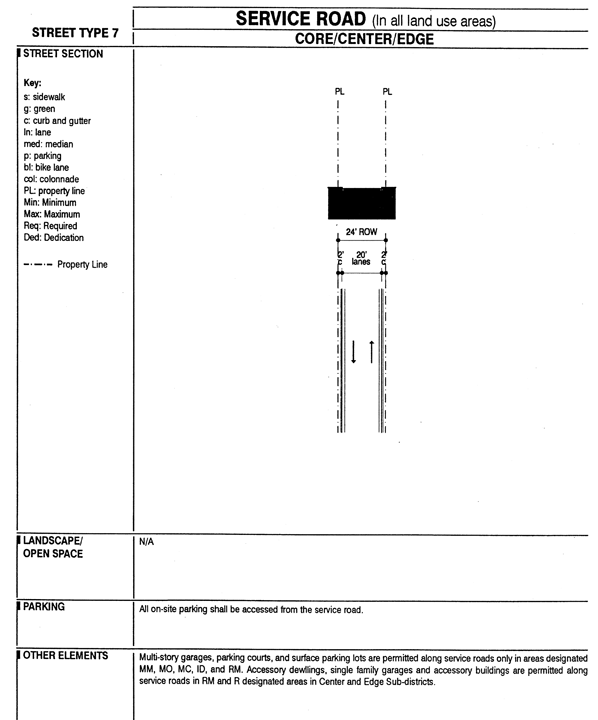 SERVICE ROAD (In all land use areas)
STREET TYPE 7
CORE/CENTER/EDGE
STREET SECTION
Key:
s: sidewalk
g: green
c: curb and gutter
ln: lane
med: median
p: parking
bl: bike lane
col: colonnade
PL: property line
Min: Minimum
Max: Maximum
Req: Required
Ded: Dedication
Property Line
PL PL
24' ROW
2' 20' 2'
c lanes c
LANDSCAPE/
OPEN SPACE
N/A
PARKING
All on-site parking shall be accessed from the service road.
OTHER ELEMENTS
Multi-story garages, parking courts, and surface parking lots are permitted along service roads only in areas designated
MM, MO, MC, ID, and RM. Accessory dewllings, single family garages and accessory buildings are permitted along
service roads in RM and R designated areas in Center and Edge Sub-districts.